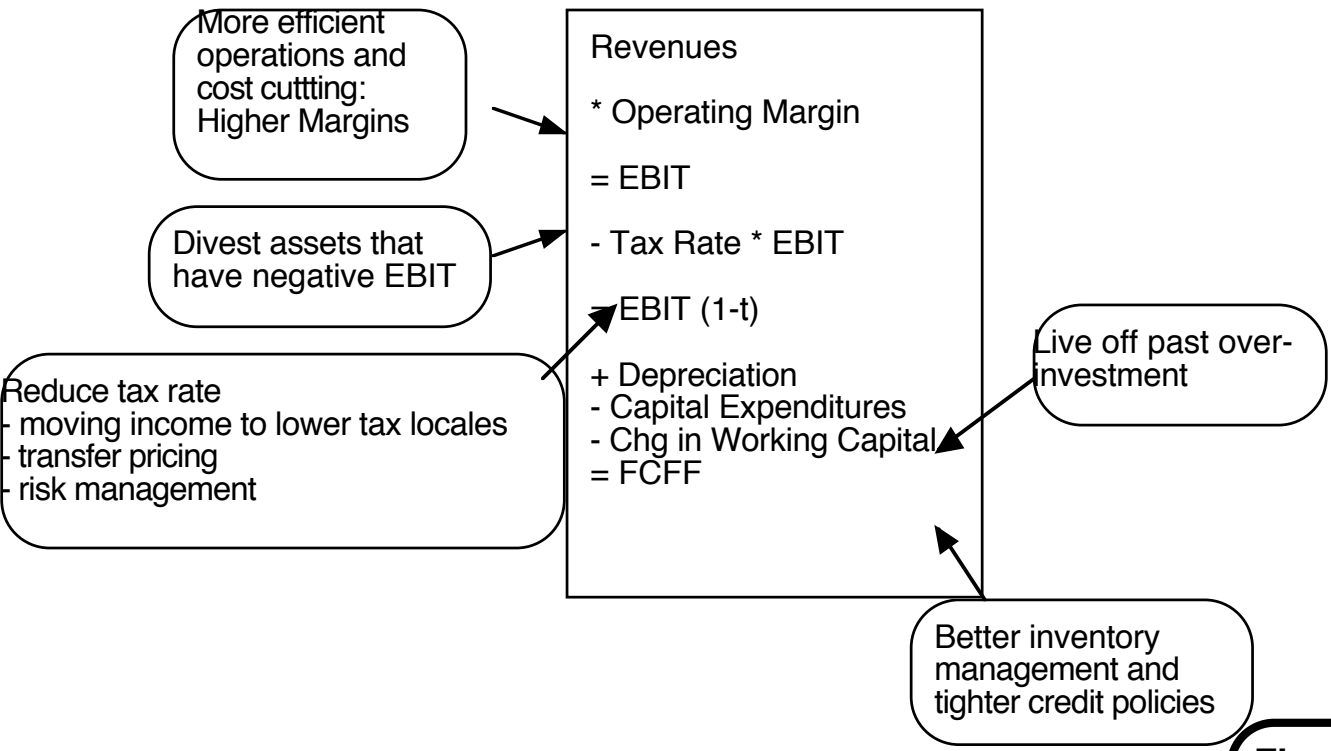 More efficient
operations and
cost cuttting:
Higher Margins
Divest assets that
have negative EBIT
Reduce tax rate
- moving income to lower tax locales
- transfer pricing
- risk management
Revenues
* Operating Margin
= EBIT
- Tax Rate * EBIT
= EBIT (1-t)
+ Depreciation
- Capital Expenditures
- Chg in Working Capital
= FCFF
Live off past over-
investment
Better inventory
management and
tighter credit policies